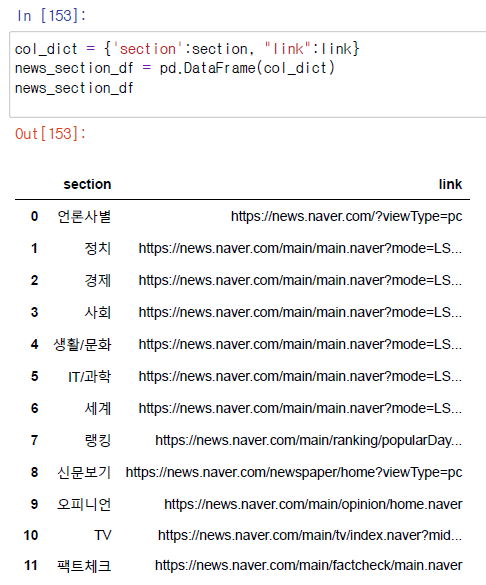 In [153]:
col_dict = {'section':section, "link":link}
news_section_df = pd.DataFrame(col_dict)
news_section_df
Out[153]:
section link
0 언론사별 https://news.naver.com/?viewType=pc
1 정치 https://news.naver.com/main/main.naver?mode=LS...
2 경제 https://news.naver.com/main/main.naver?mode=LS...
3 사회 https://news.naver.com/main/main.naver?mode=LS...
4 생활/문화 https://news.naver.com/main/main.naver?mode=LS...
5 IT/과학 https://news.naver.com/main/main.naver?mode=LS...
6 세계 https://news.naver.com/main/main.naver?mode=LS...
7 랭킹 https://news.naver.com/main/ranking/popularDay...
8 신문보기 https://news.naver.com/newspaper/home?viewType=pc
9 오피니언 https://news.naver.com/main/opinion/home.naver
10 TV https://news.naver.com/main/tv/index.naver?mid...
11 팩트체크 https://news.naver.com/main/factcheck/main.naver